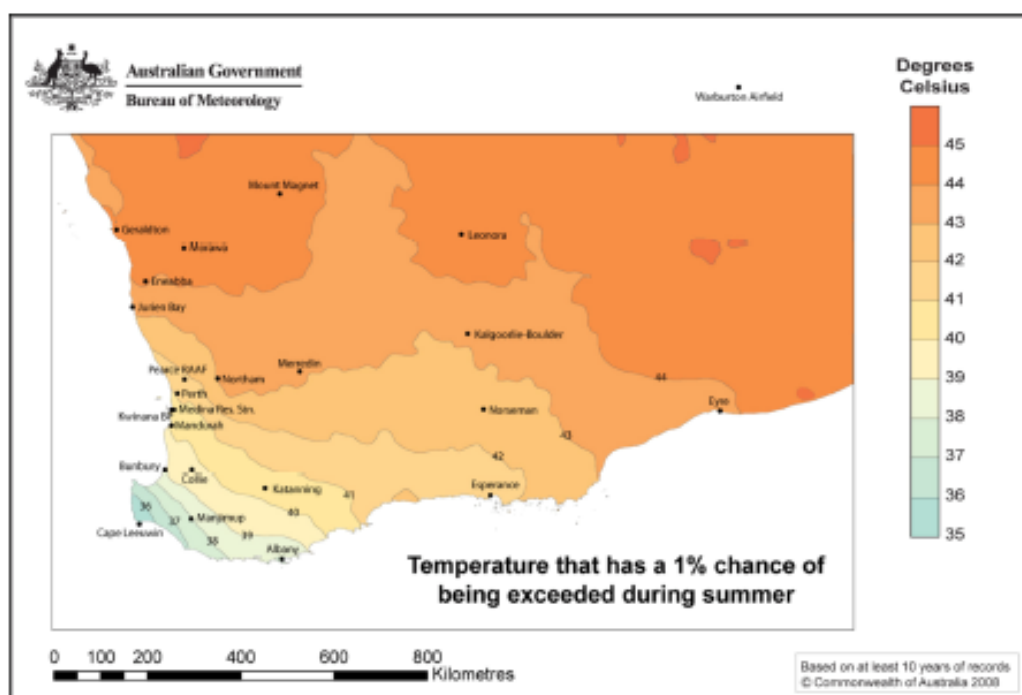 Australian Government
Bureau of Meteorology
Warburton Airfield
Degrees
Celsius
45
44
43
42
41
40
39
38
37
36
35
Mount Magnet
Geraldton
Leonora
Morawa
Eneabba
Jurien Bay
Kalgoorlie-Boulder
Merredin
Pearce RAAF
Northam
44
Perth
Eyre
Medina Res. Stn.
Norseman
Kwinana BP
Mandurah
43
42
Bunbury
Collie
Esperance
Katanning
41
36
40
37
Manjimup
Cape Leeuwin
39
38
Albany
Temperature that has a 1% chance of
being exceeded during summer
0 100 200 400 600 800
Kilometres
Based on at least 10 years of records
© Commonwealth of Australia 2008